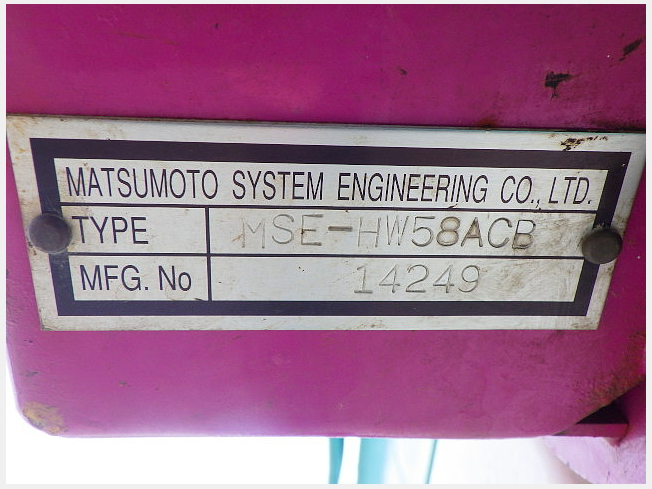 MATSUMOTO SYSTEM ENGINEERING CO., LTD.
TYPE MSE-HW58ACB
MFG. No 14249